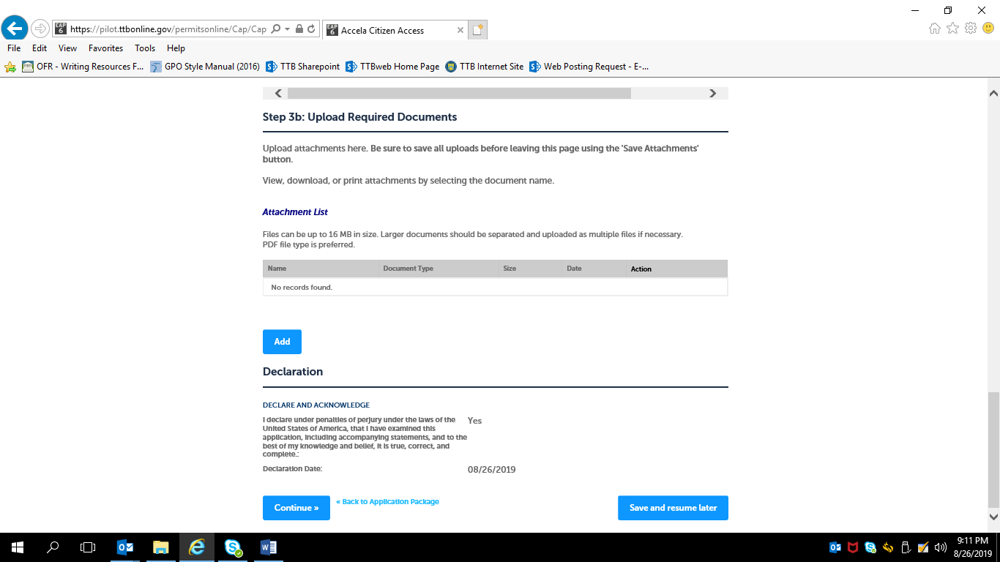 https://pilot.ttbonline.gov/permitsonline/Cap/Cap
EAP 6 Accela Citizen Access
File Edit View Favorites Tools Help
OFR - Writing Resources F... GPO Style Manual (2016) TTB Sharepoint TTBweb Home Page TTB Internet Site Web Posting Request - E-...
Step 3b: Upload Required Documents
Upload attachments here. Be sure to save all uploads before leaving this page using the 'Save Attachments'
button.
View, download, or print attachments by selecting the document name.
Attachment List
Files can be up to 16 MB in size. Larger documents should be separated and uploaded as multiple files if necessary.
PDF file type is preferred.
Name Document Type Size Date Action
No records found.
Add
Declaration
DECLARE AND ACKNOWLEDGE
I declare under penalties of perjury under the laws of the Yes
United States of America, that I have examined this
application, including accompanying statements, and to the
best of my knowledge and belief, it is true, correct, and
complete.:
Declaration Date: 08/26/2019
Continue » « Back to Application Package Save and resume later
9:11 PM
8/26/2019